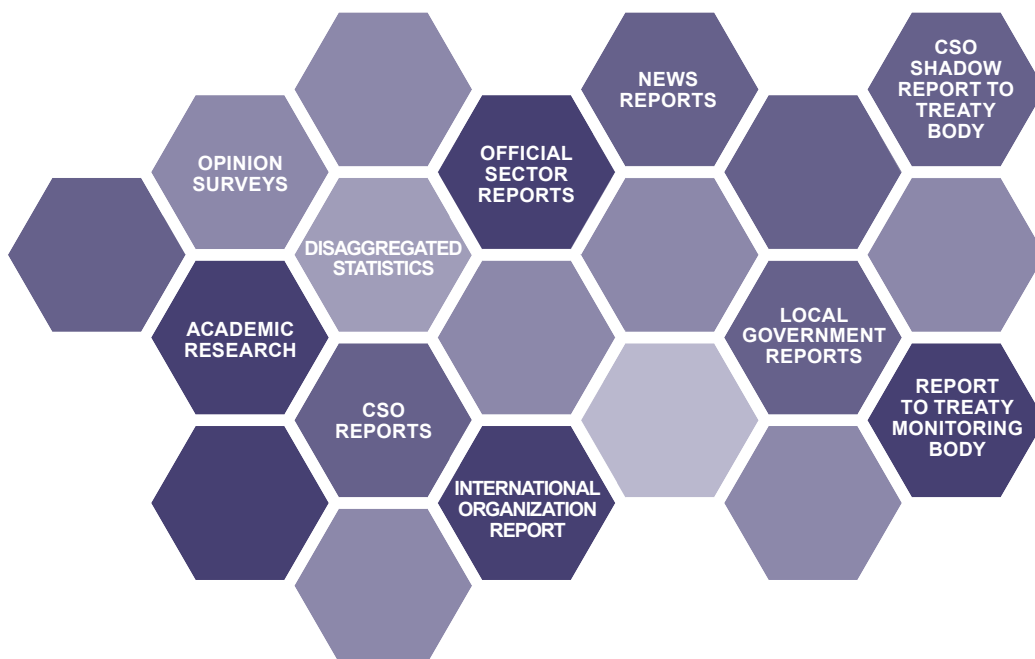 NEWS
REPORTS
CSO
SHADOW
REPORT TO
TREATY
BODY
OPINION
SURVEYS
OFFICIAL
SECTOR
REPORTS
DISAGGREGATED
STATISTICS
ACADEMIC
RESEARCH
LOCAL
GOVERNMENT
REPORTS
CSO
REPORTS
REPORT
TO TREATY
MONITORING
BODY
INTERNATIONAL
ORGANIZATION
REPORT